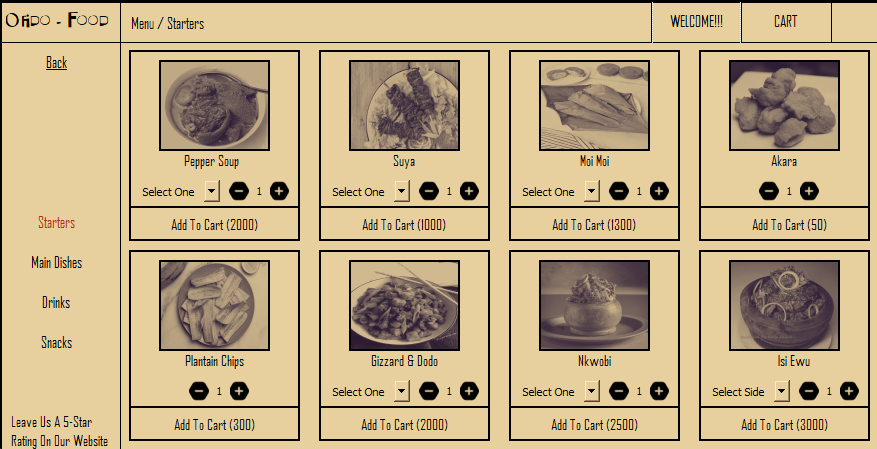 Ohdo - Food
Menu / Starters
WELCOME!!!
CART
Back
Starters
Main Dishes
Drinks
Snacks
Leave Us A 5-Star
Rating On Our Website
Pepper Soup
Select One
1
Add To Cart (2000)
Suya
Select One
1
Add To Cart (1000)
Moi Moi
Select One
1
Add To Cart (1300)
Akara
1
Add To Cart (50)
Plantain Chips
1
Add To Cart (300)
Gizzard & Dodo
Select One
1
Add To Cart (2000)
Nkwobi
Select One
1
Add To Cart (2500)
Isi Ewu
Select Side
1
Add To Cart (3000)